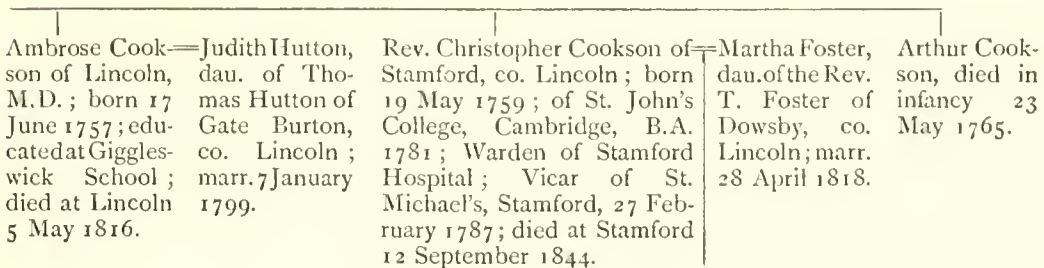 Ambrose Cook-
son of Lincoln,
M.D.; born 17
June 1757; edu-
cated at Giggles-
wick School;
died at Lincoln
5 May 1816.
Judith Hutton,
dau. of Tho-
mas Hutton of
Gate Burton,
co. Lincoln;
marr. 7 January
1799.
Rev. Christopher Cookson of
Stamford, co. Lincoln; born
19 May 1759; of St. John's
College, Cambridge, B.A.
1781; Warden of Stamford
Hospital; Vicar of St.
Michael's, Stamford, 27 Feb-
ruary 1787; died at Stamford
12 September 1844.
Martha Foster,
dau. of the Rev.
T. Foster of
Dowsby, co.
Lincoln; marr.
28 April 1818.
Arthur Cook-
son, died in
infancy 23
May 1765.